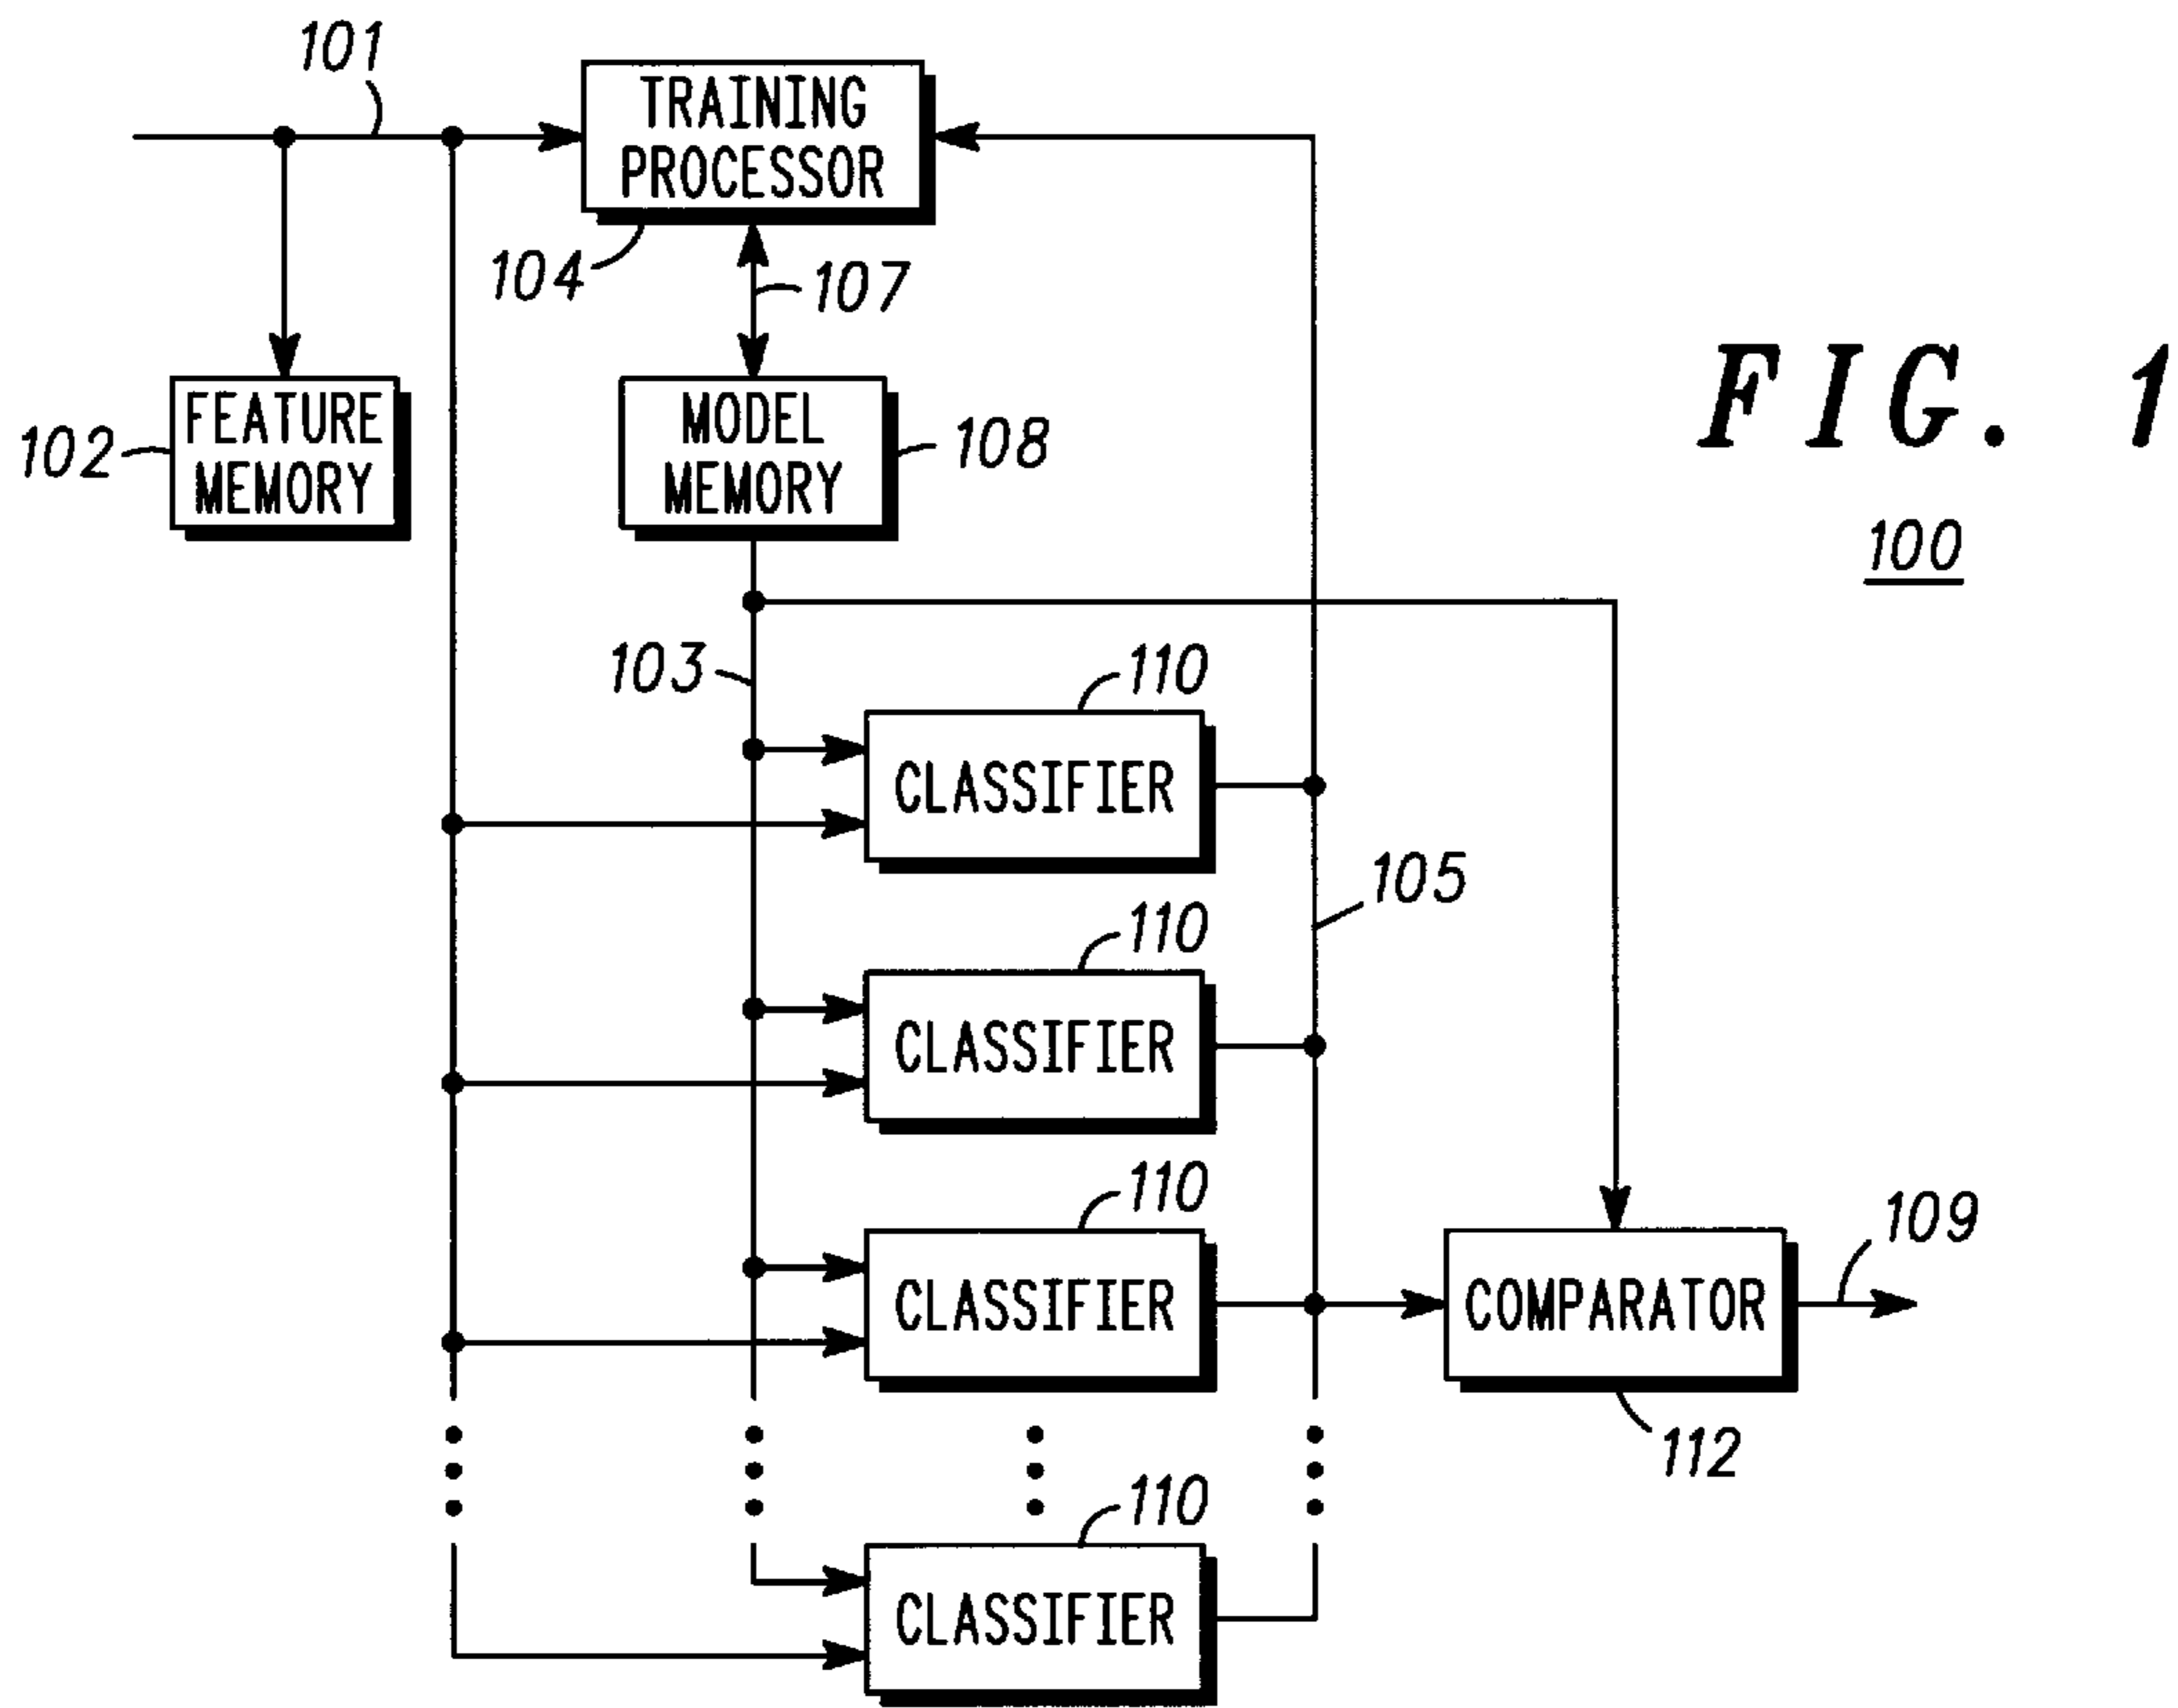 101
TRAINING
PROCESSOR
104
107
FIG. 1
100
102
FEATURE
MEMORY
MODEL
MEMORY
108
103
110
CLASSIFIER
105
110
CLASSIFIER
110
CLASSIFIER
COMPARATOR
109
112
110
CLASSIFIER